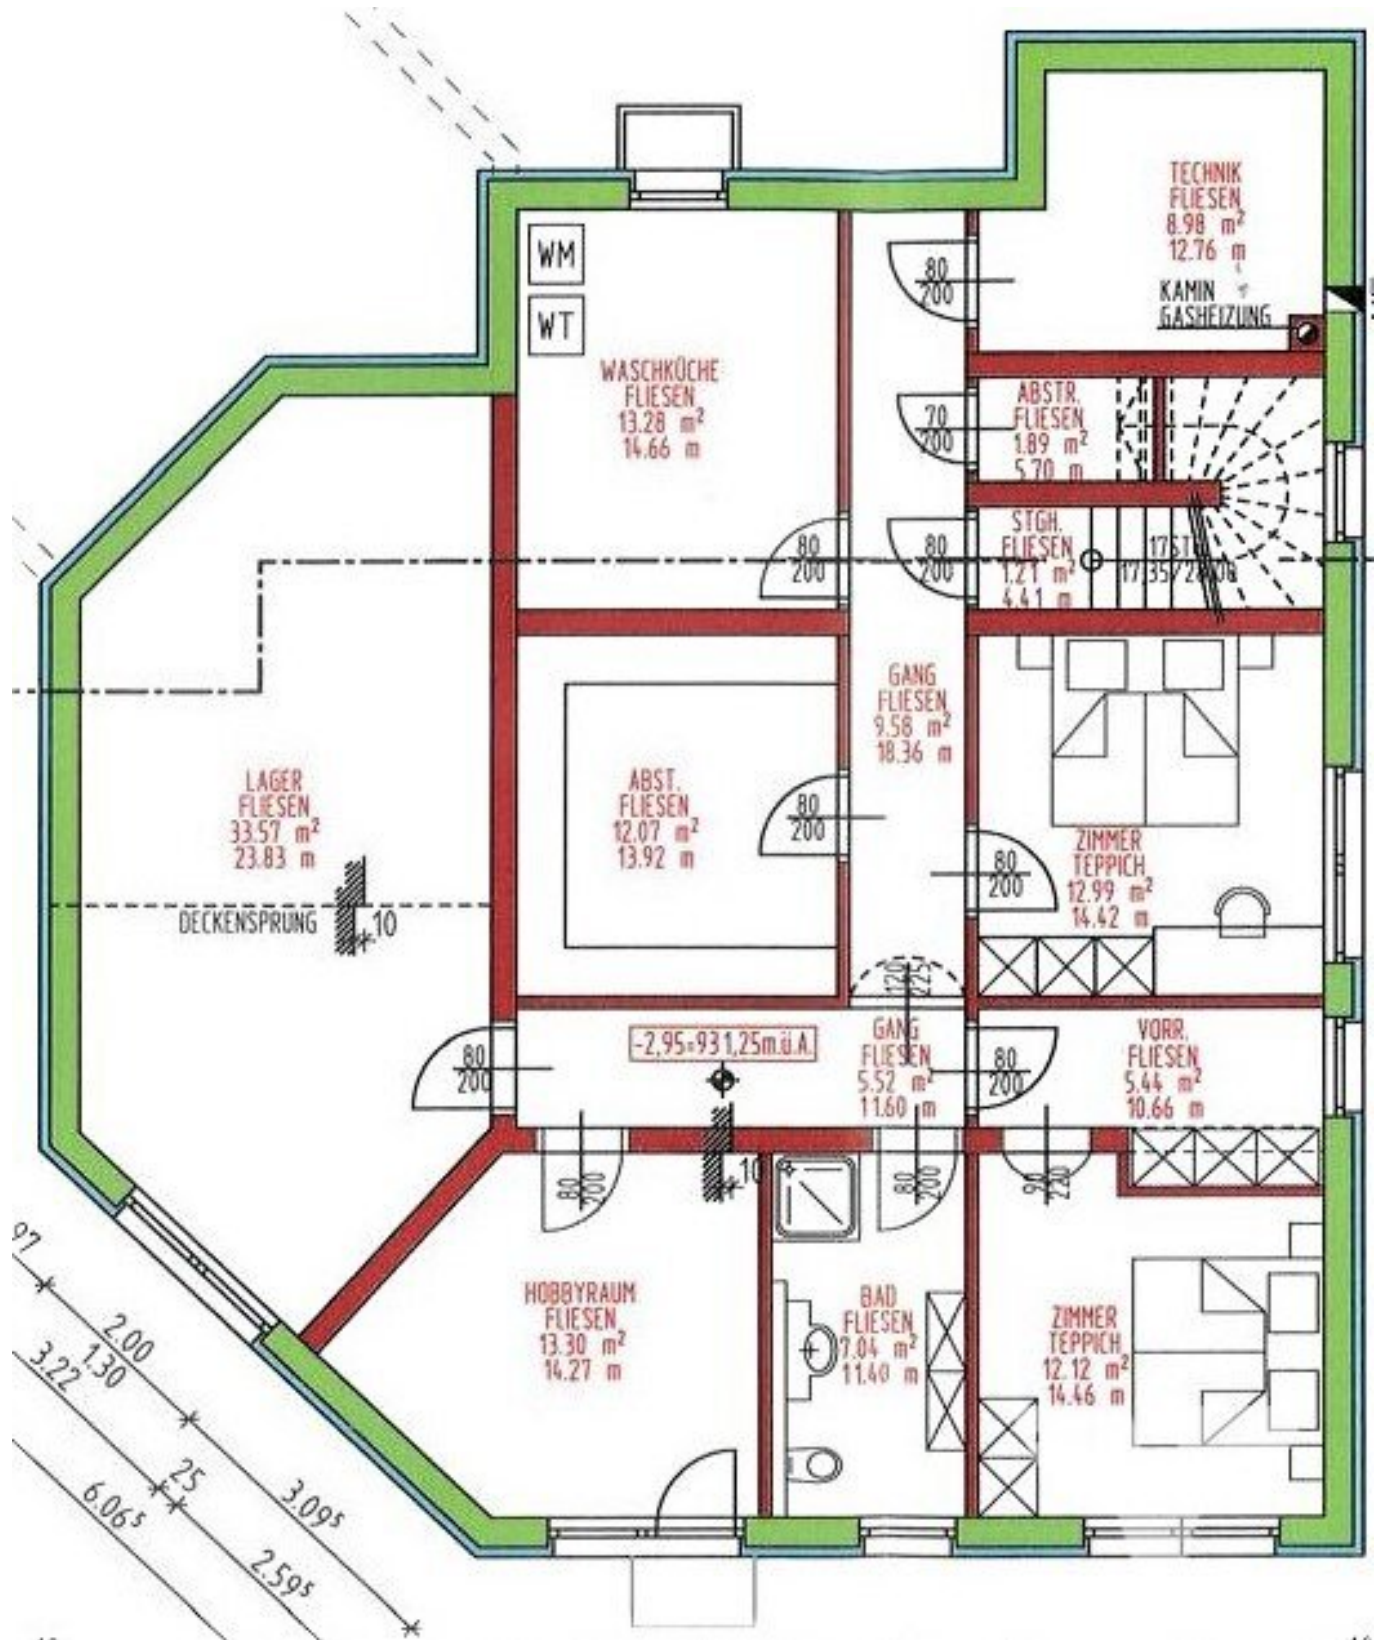 TECHNIK
FLIESEN
8.98 m²
12.76 m
KAMIN
GASHEIZUNG
WM
WT
WASCHKÜCHE
FLIESEN
13.28 m²
14.66 m
80
200
70
200
80
200
80
200
ABSTR.
FLIESEN
1.89 m²
5.70 m
STGH.
FLIESEN
1.21 m²
4.41 m
GANG
FLIESEN
9.58 m²
18.36 m
LAGER
FLIESEN
33.57 m²
23.83 m
DECKENSPRUNG
10
ABST.
FLIESEN
12.07 m²
13.92 m
80
200
ZIMMER
TEPPICH
12.99 m²
14.42 m
80
200
120
225
-2,95=931,25m.ü.A.
GANG
FLIESEN
5.52 m²
11.60 m
VORR.
FLIESEN
5.44 m²
10.66 m
80
200
80
200
80
200
10
80
200
90
220
HOBBYRAUM
FLIESEN
13.30 m²
14.27 m
BAD
FLIESEN
7.04 m²
11.40 m
ZIMMER
TEPPICH
12.12 m²
14.46 m
97
2.00
1.30
3.22
25
3.09⁵
6.06⁵
2.59⁵